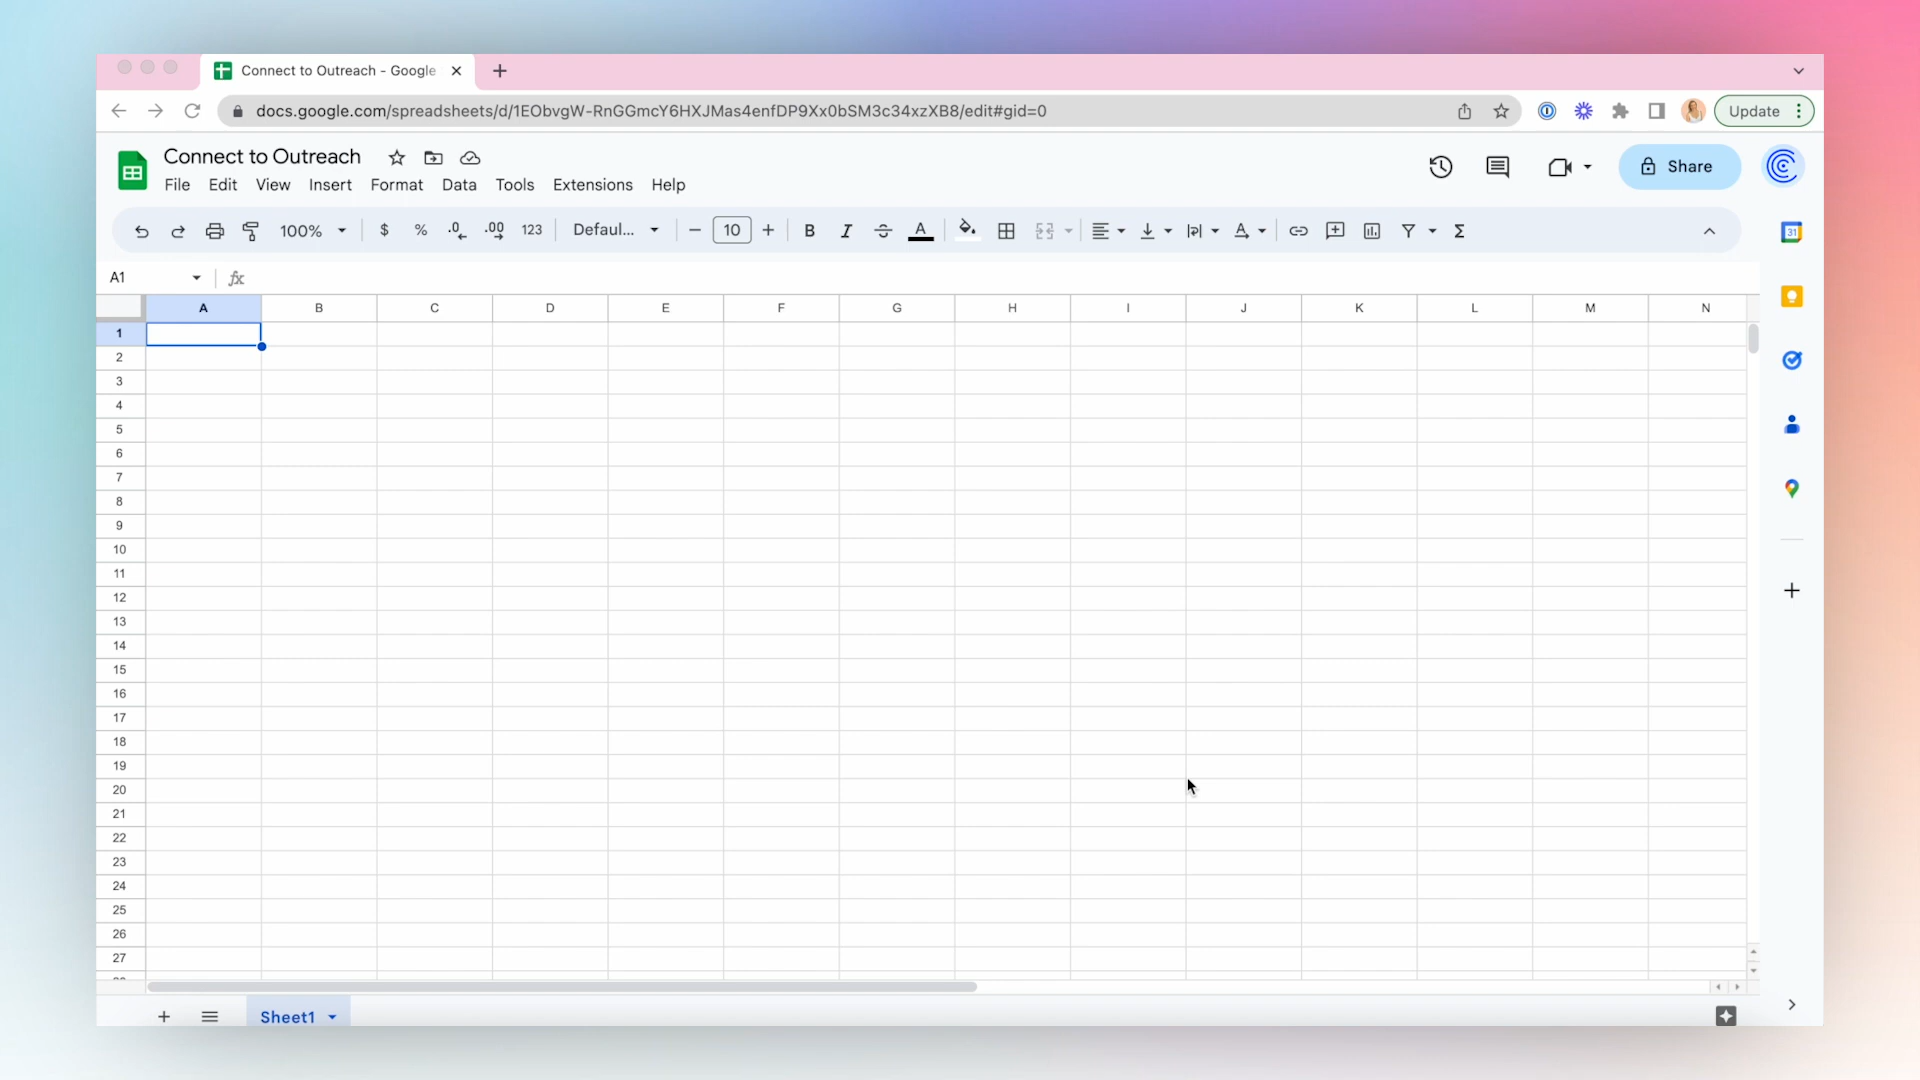 Connect to Outreach - Google
docs.google.com/spreadsheets/d/1EObvgW-RnGGmcY6HXJMas4enfDP9Xx0bSM3c34xzXB8/edit#gid=0
Update
Connect to Outreach
File Edit View Insert Format Data Tools Extensions Help
Share
100% $ % .0 .00 123 Defaul... 10 B I A A Σ
31
A1 fx
A B C D E F G H I J K L M N
1
2
3
4
5
6
7
8
9
10
11
12
13
14
15
16
17
18
19
20
21
22
23
24
25
26
27
Sheet1